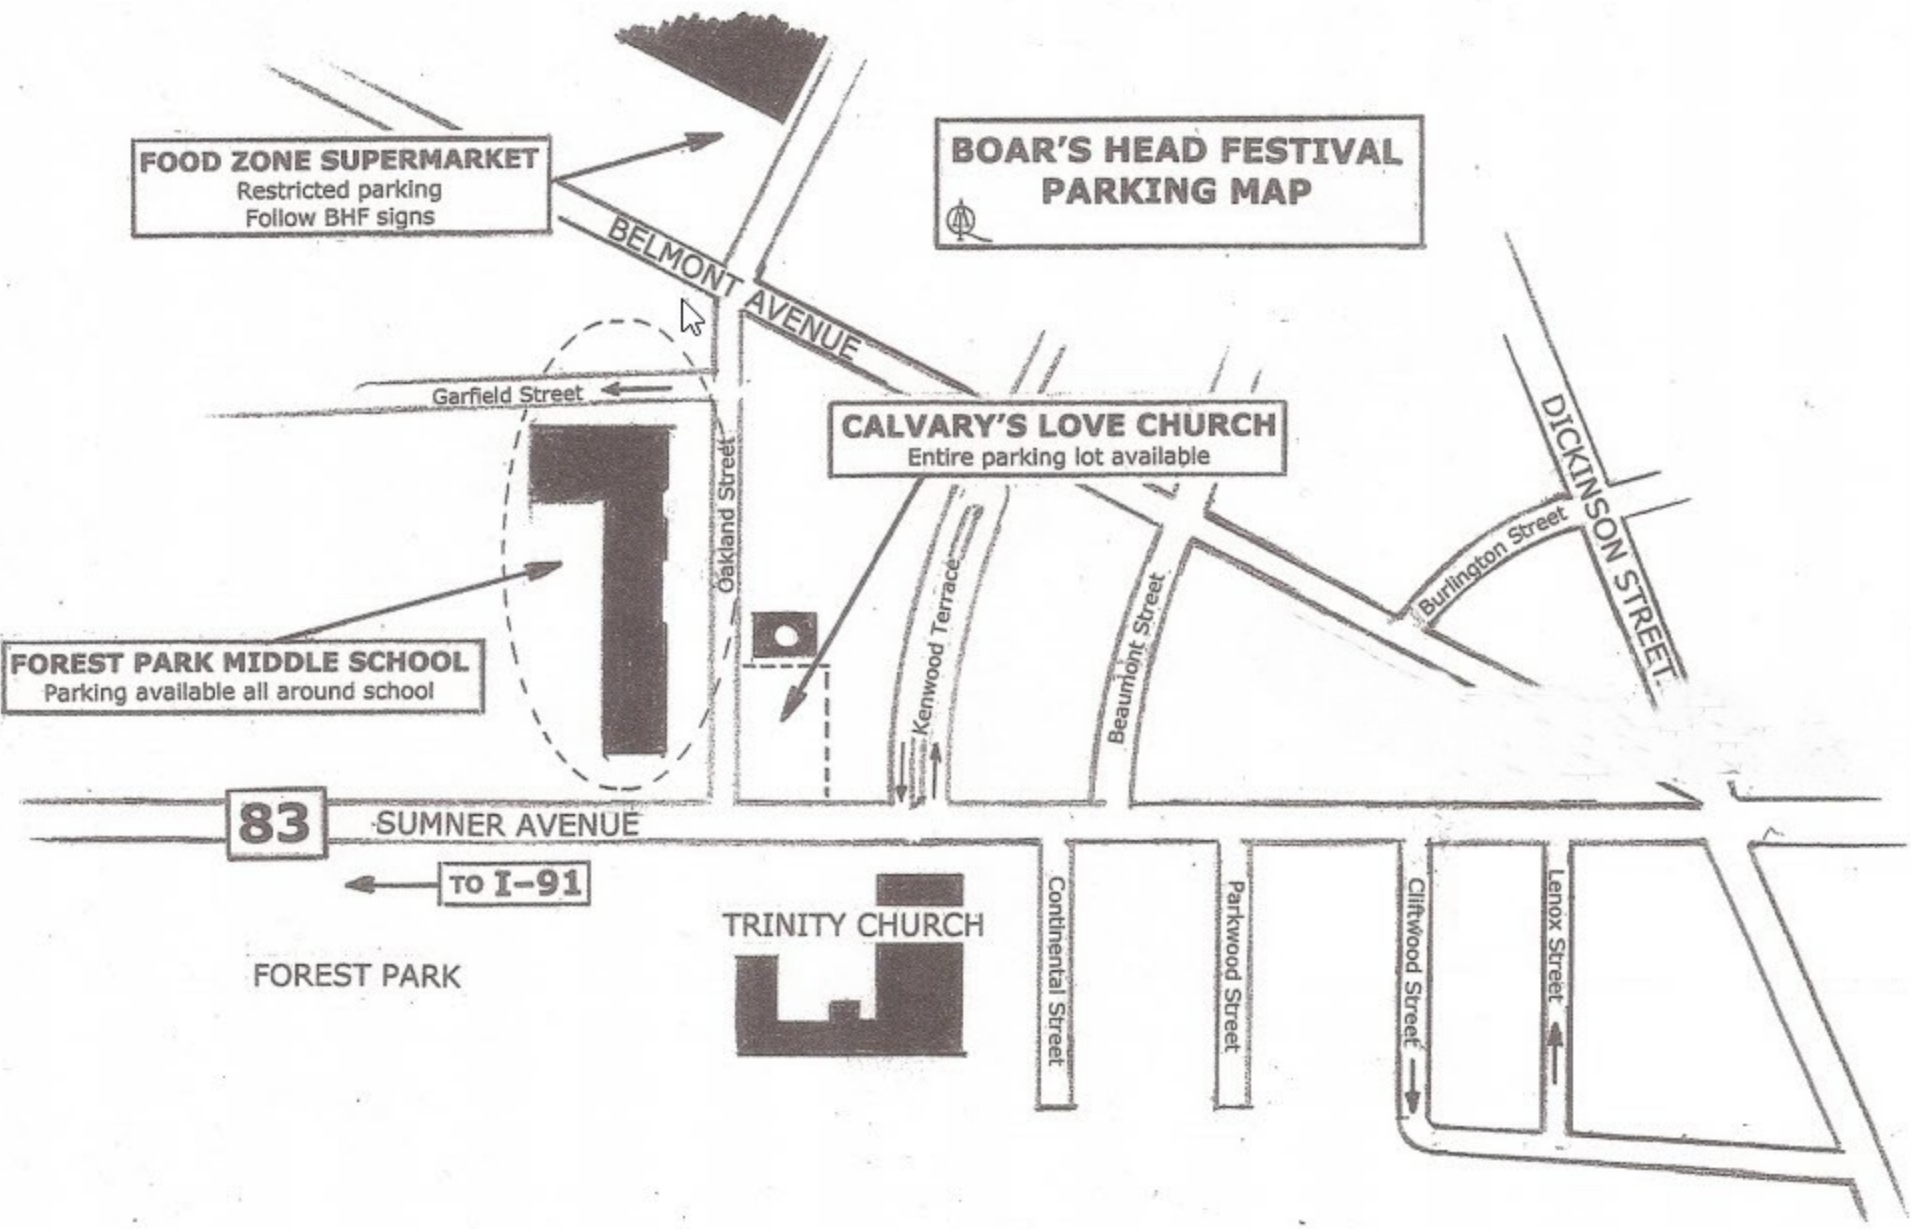 BOAR'S HEAD FESTIVAL
PARKING MAP
FOOD ZONE SUPERMARKET
Restricted parking
Follow BHF signs
BELMONT AVENUE
Garfield Street
Oakland Street
CALVARY'S LOVE CHURCH
Entire parking lot available
DICKINSON STREET
Burlington Street
Kenwood Terrace
Beaumont Street
FOREST PARK MIDDLE SCHOOL
Parking available all around school
83
SUMNER AVENUE
TO I-91
TRINITY CHURCH
FOREST PARK
Continental Street
Parkwood Street
Cliftwood Street
Lenox Street